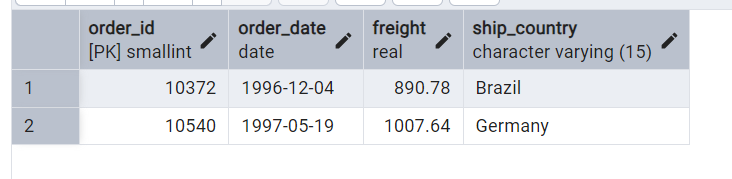 order_id order_date freight ship_country
[PK] smallint date real character varying (15)
1 10372 1996-12-04 890.78 Brazil
2 10540 1997-05-19 1007.64 Germany